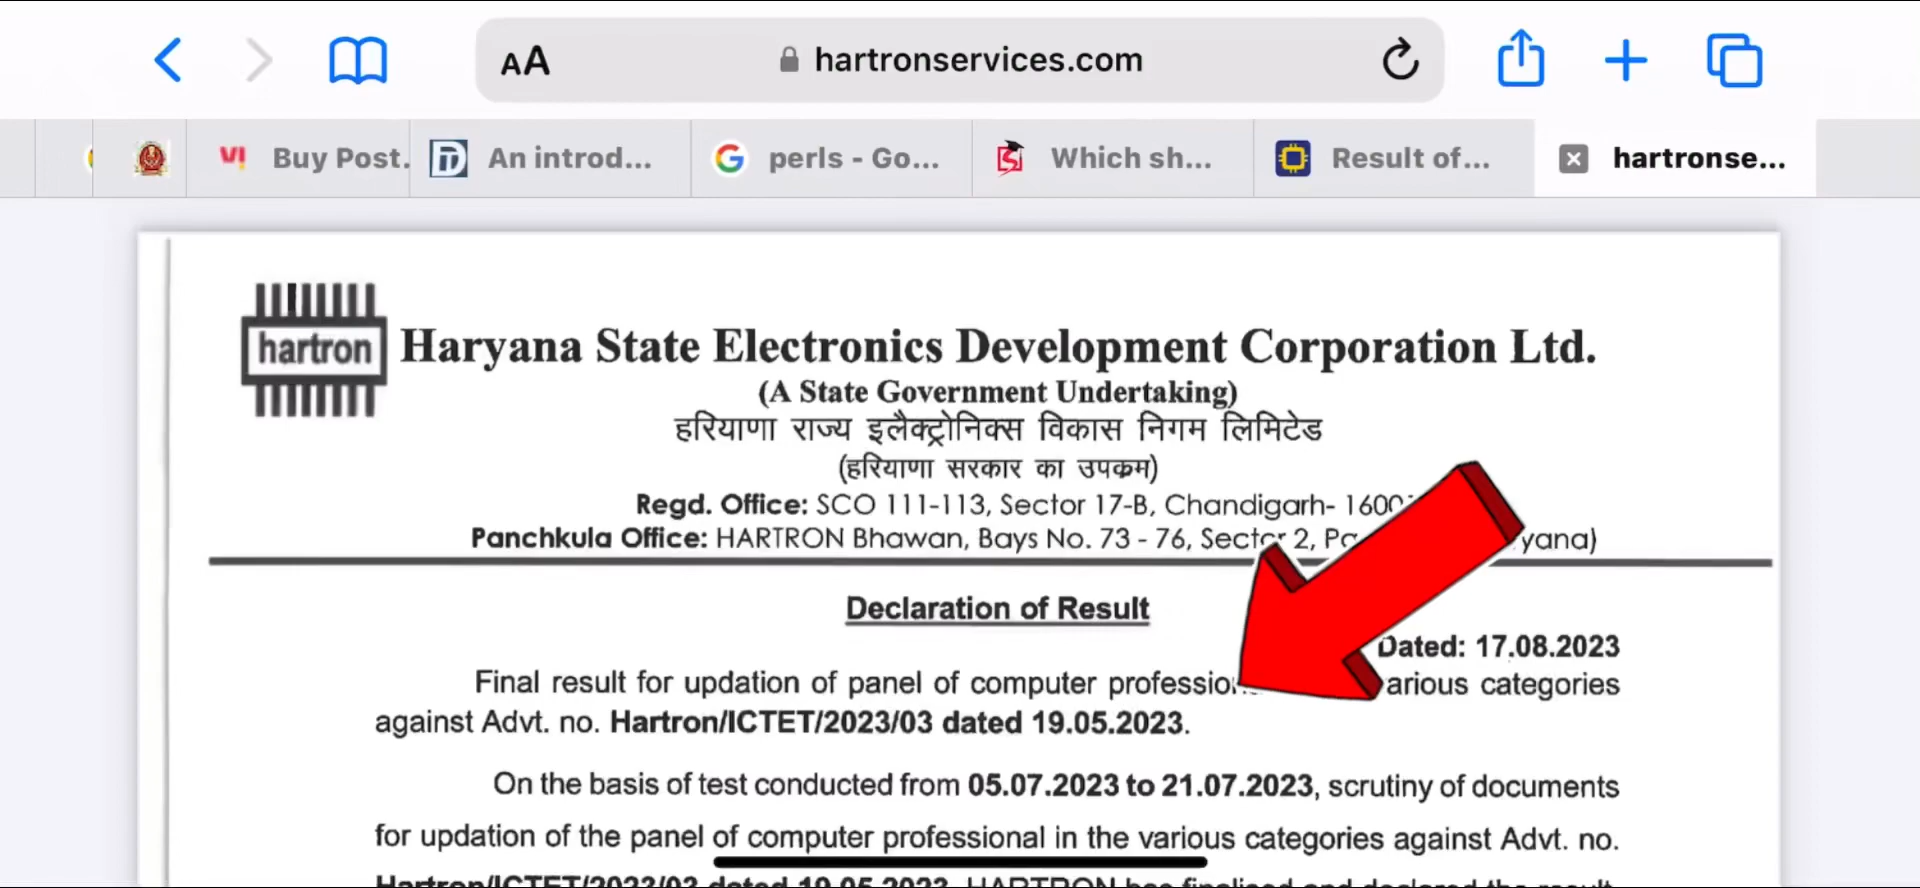 AA hartronservices.com
Buy Post. An introd... perls - Go... Which sh... Result of... hartronse...
hartron
Haryana State Electronics Development Corporation Ltd.
(A State Government Undertaking)
हरियाणा राज्य इलैक्ट्रोनिक्स विकास निगम लिमिटेड
(हरियाणा सरकार का उपक्रम)
Regd. Office: SCO 111-113, Sector 17-B, Chandigarh-
Panchkula Office: HARTRON Bhawan, Bays No. 73 - 76, Sector 2,
Declaration of Result
Dated: 17.08.2023
Final result for updation of panel of computer categories
against Advt. no. Hartron/ICTET/2023/03 dated 19.05.2023.
On the basis of test conducted from 05.07.2023 to 21.07.2023, scrutiny of documents
for updation of the panel of computer professional in the various categories against Advt. no.